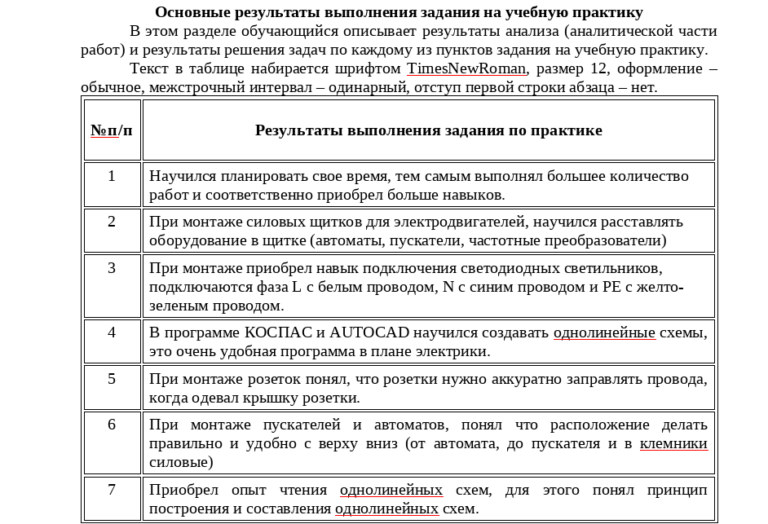 Основные результаты выполнения задания на учебную практику
В этом разделе обучающийся описывает результаты анализа (аналитической части
работ) и результаты решения задач по каждому из пунктов задания на учебную практику.
Текст в таблице набирается шрифтом TimesNewRoman, размер 12, оформление –
обычное, межстрочный интервал – одинарный, отступ первой строки абзаца – нет.
№п/п Результаты выполнения задания по практике
1 Научился планировать свое время, тем самым выполнял большее количество
работ и соответственно приобрел больше навыков.
2 При монтаже силовых щитков для электродвигателей, научился расставлять
оборудование в щитке (автоматы, пускатели, частотные преобразователи)
3 При монтаже приобрел навык подключения светодиодных светильников,
подключаются фаза L с белым проводом, N с синим проводом и PE с желто-
зеленым проводом.
4 В программе КОСПАС и AUTOCAD научился создавать однолинейные схемы,
это очень удобная программа в плане электрики.
5 При монтаже розеток понял, что розетки нужно аккуратно заправлять провода,
когда одевал крышку розетки.
6 При монтаже пускателей и автоматов, понял что расположение делать
правильно и удобно с верху вниз (от автомата, до пускателя и в клемники
силовые)
7 Приобрел опыт чтения однолинейных схем, для этого понял принцип
построения и составления однолинейных схем.